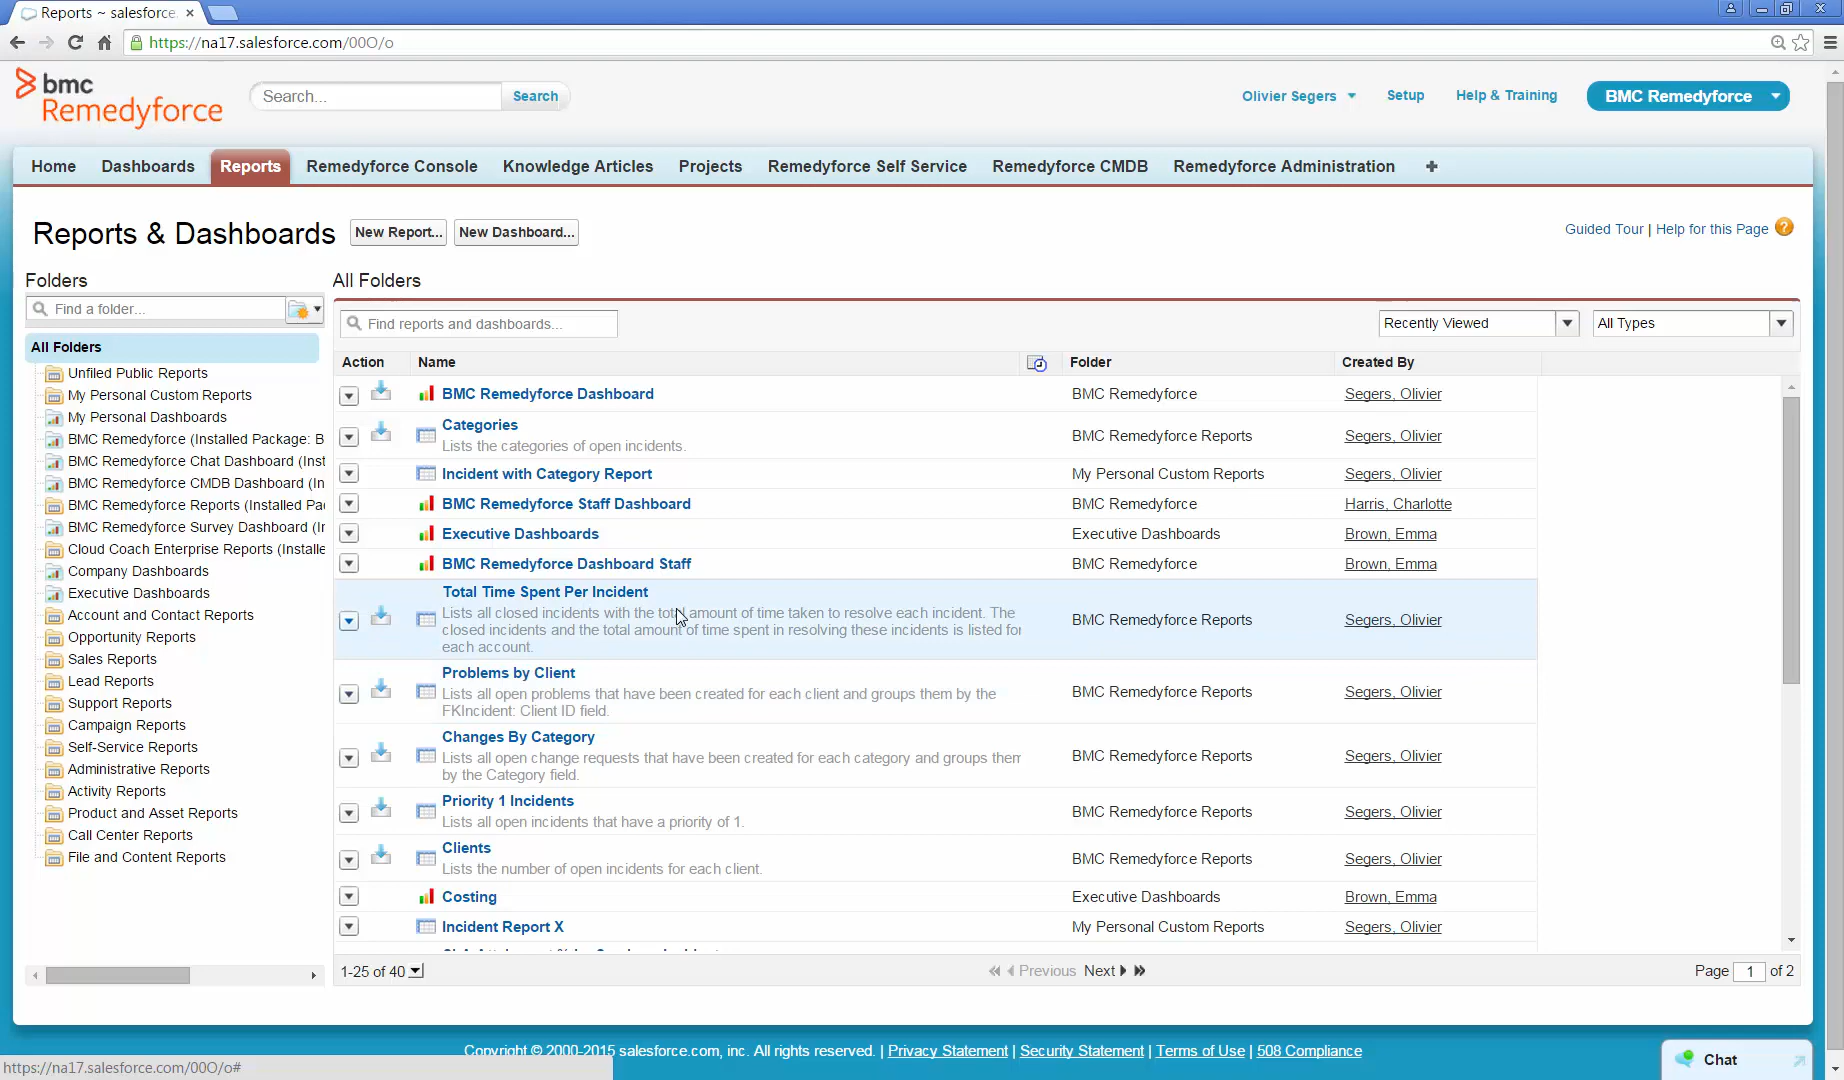 Reports ~ salesforce.
https://na17.salesforce.com/00O/o
bmc
Remedyforce
Search...
Search
Olivier Segers
Setup
Help & Training
BMC Remedyforce
Home
Dashboards
Reports
Remedyforce Console
Knowledge Articles
Projects
Remedyforce Self Service
Remedyforce CMDB
Remedyforce Administration
Reports & Dashboards
New Report...
New Dashboard...
Guided Tour | Help for this Page
Folders
Find a folder...
All Folders
Unfiled Public Reports
My Personal Custom Reports
My Personal Dashboards
BMC Remedyforce (Installed Package: B
BMC Remedyforce Chat Dashboard (Inst
BMC Remedyforce CMDB Dashboard (In
BMC Remedyforce Reports (Installed Pa
BMC Remedyforce Survey Dashboard (Ir
Cloud Coach Enterprise Reports (Installe
Company Dashboards
Executive Dashboards
Account and Contact Reports
Opportunity Reports
Sales Reports
Lead Reports
Support Reports
Campaign Reports
Self-Service Reports
Administrative Reports
Activity Reports
Product and Asset Reports
Call Center Reports
File and Content Reports
All Folders
Find reports and dashboards...
Recently Viewed
All Types
Action
Name
Folder
Created By
BMC Remedyforce Dashboard
BMC Remedyforce
Segers, Olivier
Categories
Lists the categories of open incidents.
BMC Remedyforce Reports
Segers, Olivier
Incident with Category Report
My Personal Custom Reports
Segers, Olivier
BMC Remedyforce Staff Dashboard
BMC Remedyforce
Harris, Charlotte
Executive Dashboards
Executive Dashboards
Brown, Emma
BMC Remedyforce Dashboard Staff
BMC Remedyforce
Brown, Emma
Total Time Spent Per Incident
Lists all closed incidents with the total amount of time taken to resolve each incident. The
closed incidents and the total amount of time spent in resolving these incidents is listed for
each account.
BMC Remedyforce Reports
Segers, Olivier
Problems by Client
Lists all open problems that have been created for each client and groups them by the
FKIncident: Client ID field.
BMC Remedyforce Reports
Segers, Olivier
Changes By Category
Lists all open change requests that have been created for each category and groups them
by the Category field.
BMC Remedyforce Reports
Segers, Olivier
Priority 1 Incidents
Lists all open incidents that have a priority of 1.
BMC Remedyforce Reports
Segers, Olivier
Clients
Lists the number of open incidents for each client.
BMC Remedyforce Reports
Segers, Olivier
Costing
Executive Dashboards
Brown, Emma
Incident Report X
My Personal Custom Reports
Segers, Olivier
1-25 of 40
Previous
Next
Page 1 of 2
Copyright © 2000-2015 salesforce.com, inc. All rights reserved. | Privacy Statement | Security Statement | Terms of Use | 508 Compliance
Chat
https://na17.salesforce.com/00O/o#